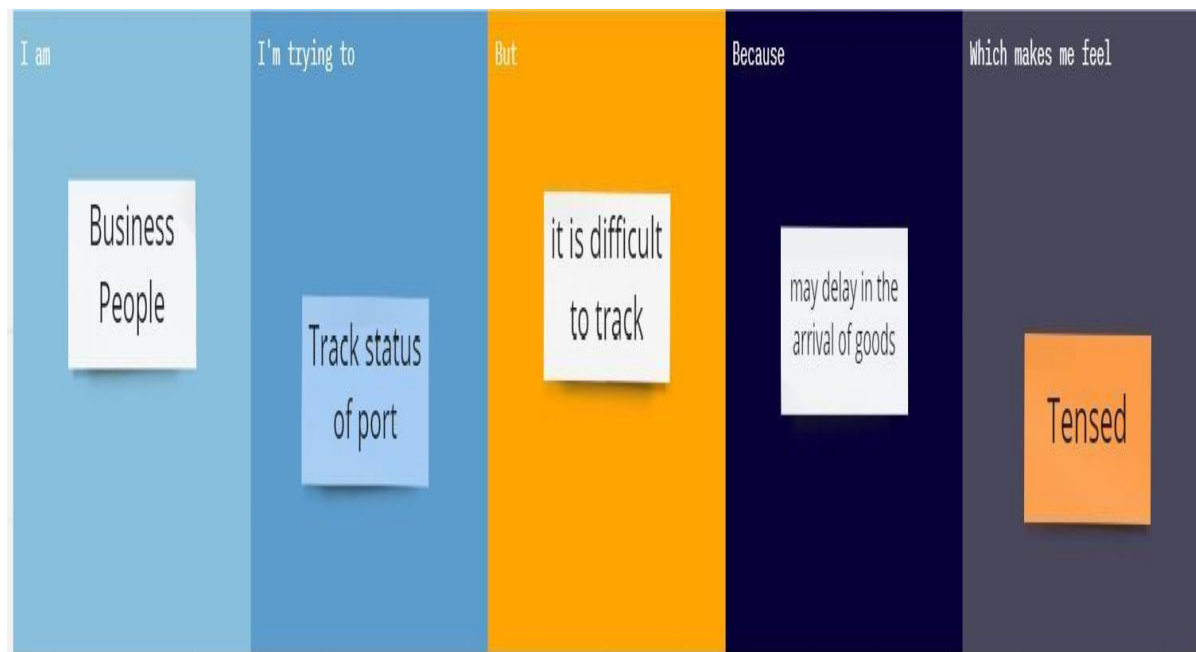 I am
Business
People
I'm trying to
Track status
of port
But
it is difficult
to track
Because
may delay in the
arrival of goods
Which makes me feel
Tensed